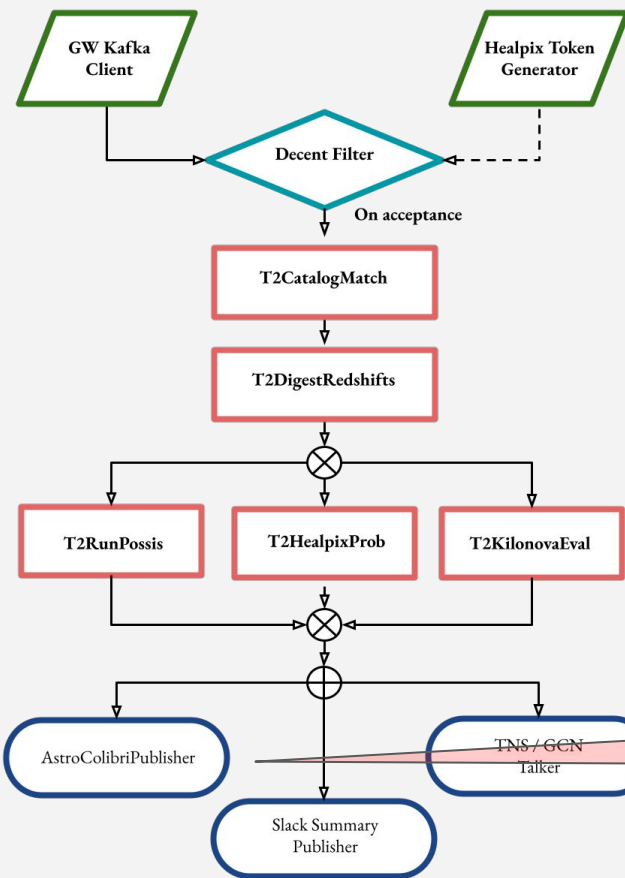 GW Kafka
Client
Healpix Token
Generator
Decent Filter
On acceptance
T2CatalogMatch
T2DigestRedshifts
T2RunPossis
T2HealpixProb
T2KilonovaEval
AstroColibriPublisher
TNS / GCN
Talker
Slack Summary
Publisher